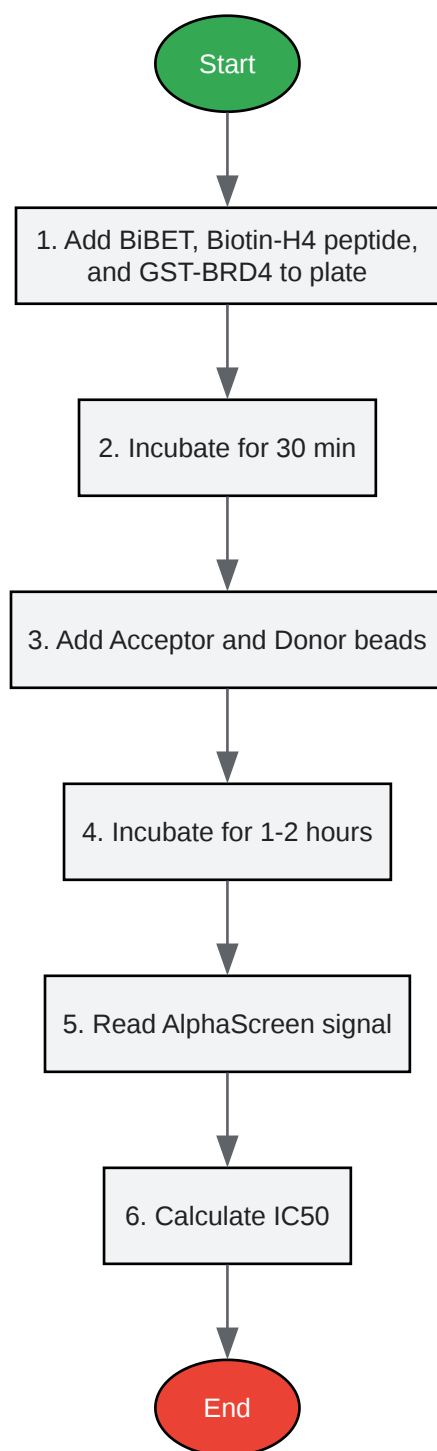 Start
1. Add BiBET, Biotin-H4 peptide,
and GST-BRD4 to plate
2. Incubate for 30 min
3. Add Acceptor and Donor beads
4. Incubate for 1-2 hours
5. Read AlphaScreen signal
6. Calculate IC50
End